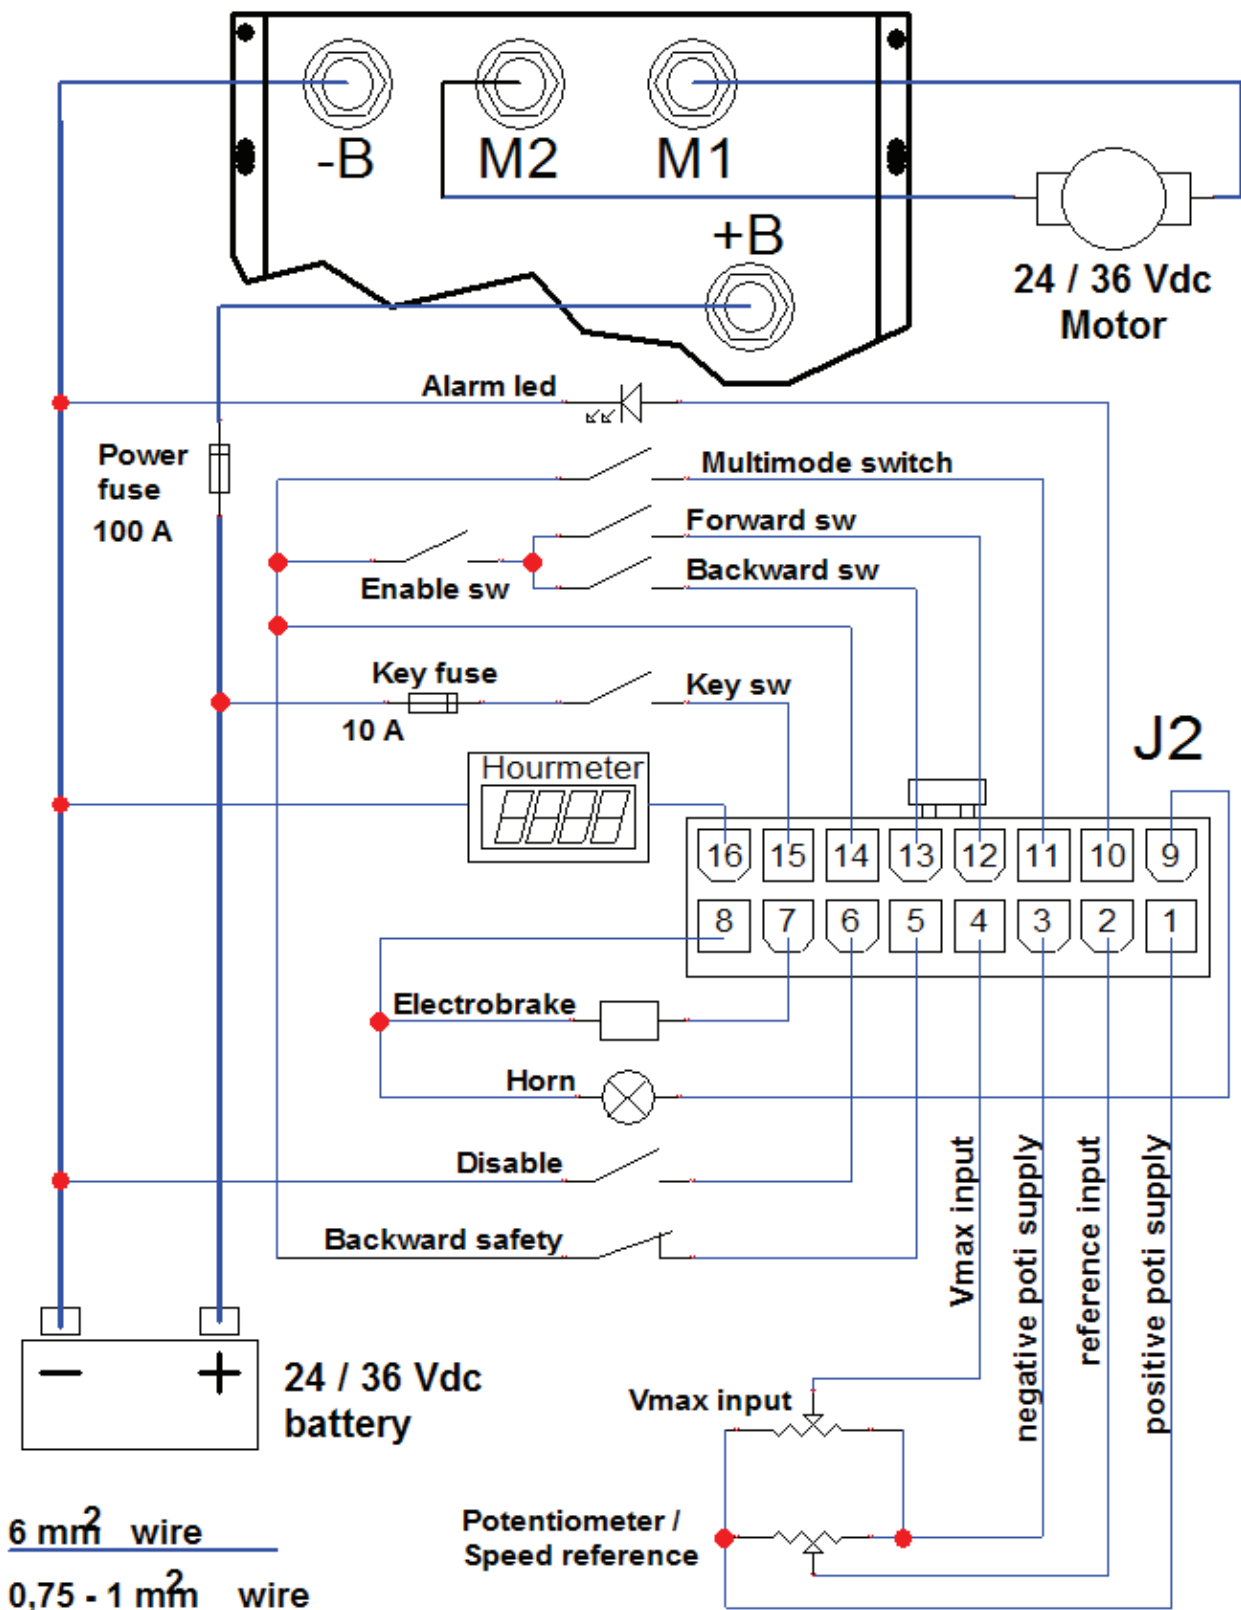 -B
M2
M1
+B
24 / 36 Vdc
Motor
Alarm led
Power
fuse
100 A
Multimode switch
Forward sw
Backward sw
Enable sw
Key fuse
10 A
Key sw
J2
Hourmeter
16 15 14 13 12 11 10 9
8 7 6 5 4 3 2 1
Electrobrake
Horn
Disable
Backward safety
Vmax input
negative poti supply
reference input
positive poti supply
- +
24 / 36 Vdc
battery
Vmax input
Potentiometer /
Speed reference
6 mm² wire
0,75 - 1 mm² wire